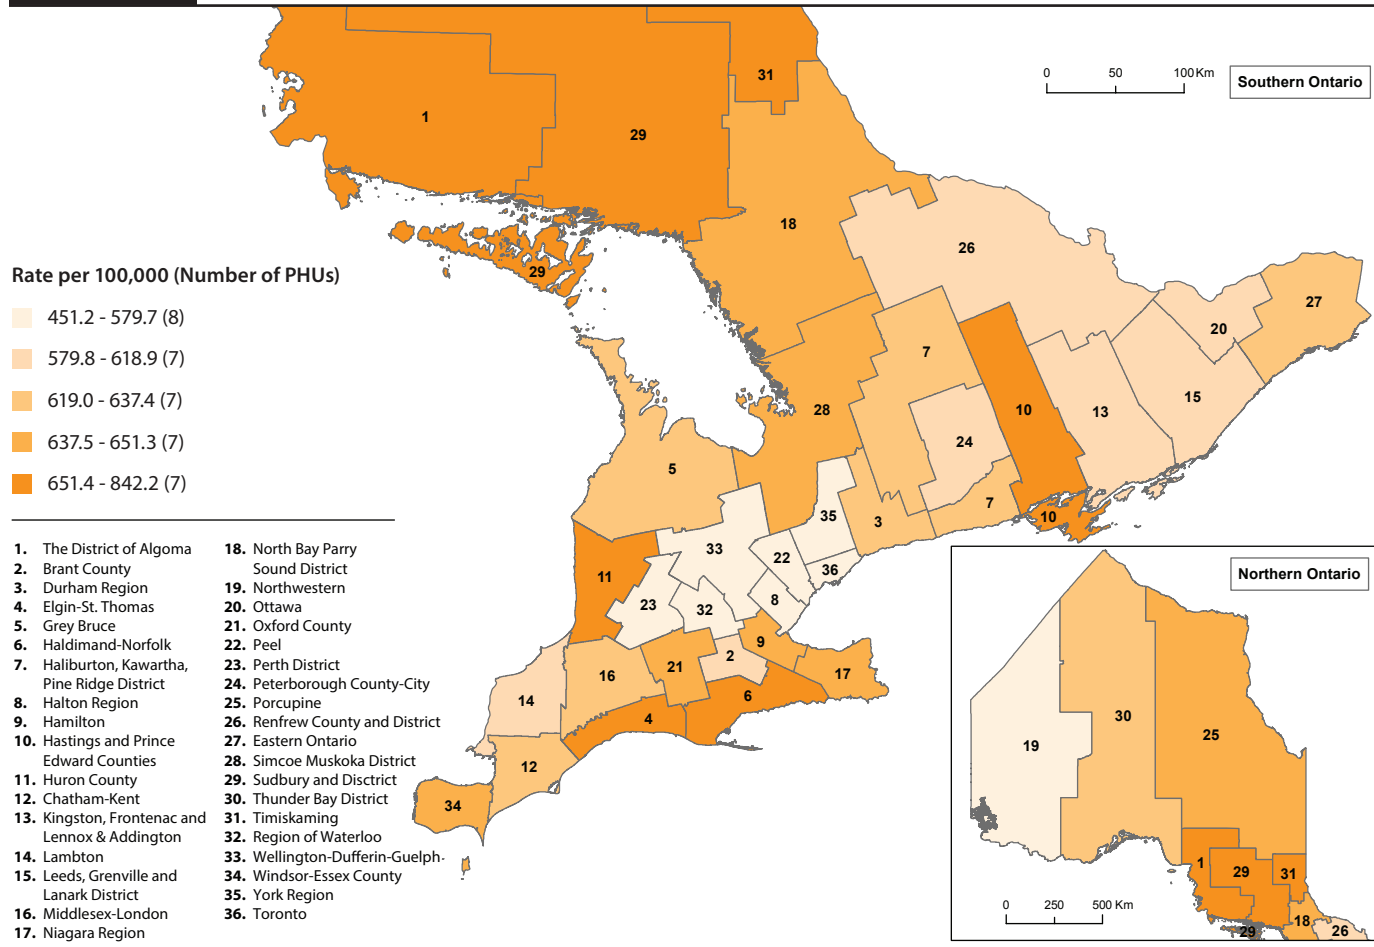 31
0 50 100 Km
Southern Ontario
1
29
18
26
29
Rate per 100,000 (Number of PHUs)
451.2 - 579.7 (8)
579.8 - 618.9 (7)
619.0 - 637.4 (7)
637.5 - 651.3 (7)
651.4 - 842.2 (7)
27
20
7
28
10
13
15
24
5
7
35
3
10
33
22
36
11
23
32
8
9
2
21
16
17
6
14
4
12
34
1. The District of Algoma
2. Brant County
3. Durham Region
4. Elgin-St. Thomas
5. Grey Bruce
6. Haldimand-Norfolk
7. Haliburton, Kawartha,
Pine Ridge District
8. Halton Region
9. Hamilton
10. Hastings and Prince
Edward Counties
11. Huron County
12. Chatham-Kent
13. Kingston, Frontenac and
Lennox & Addington
14. Lambton
15. Leeds, Grenville and
Lanark District
16. Middlesex-London
17. Niagara Region
18. North Bay Parry
Sound District
19. Northwestern
20. Ottawa
21. Oxford County
22. Peel
23. Perth District
24. Peterborough County-City
25. Porcupine
26. Renfrew County and District
27. Eastern Ontario
28. Simcoe Muskoka District
29. Sudbury and Disctrict
30. Thunder Bay District
31. Timiskaming
32. Region of Waterloo
33. Wellington-Dufferin-Guelph
34. Windsor-Essex County
35. York Region
36. Toronto
Northern Ontario
19
30
25
1
29
31
0 250 500 Km
18
26
29